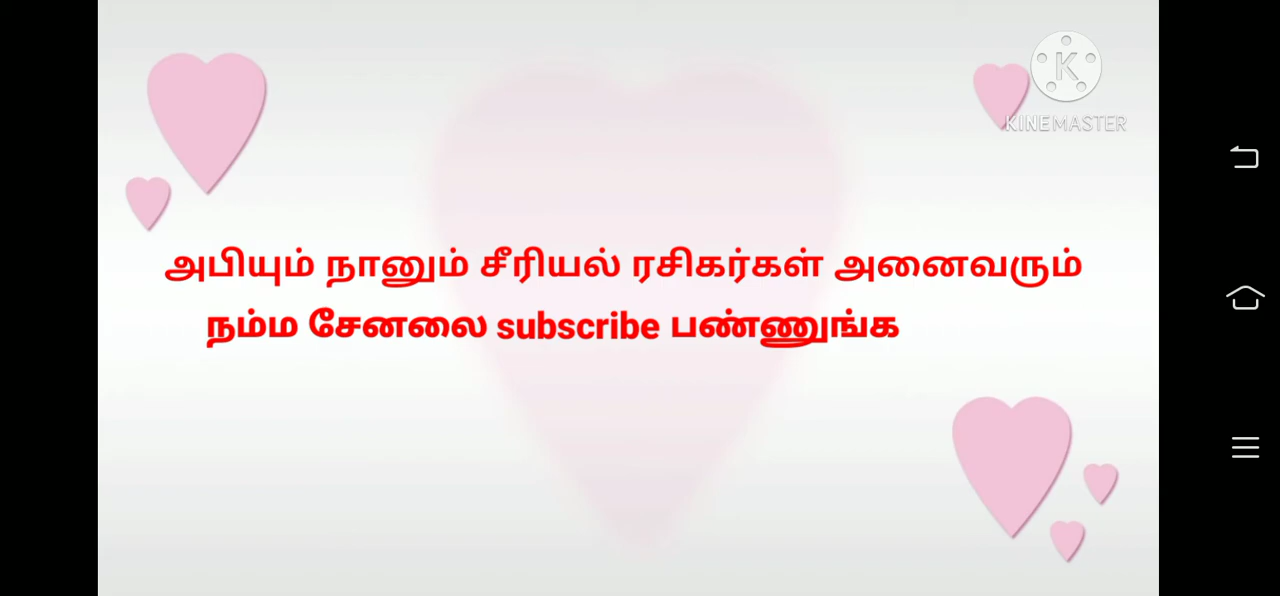 K
KINEMASTER
அபியும் நானும் சீரியல் ரசிகர்கள் அனைவரும்
நம்ம சேனலை subscribe பண்ணுங்க